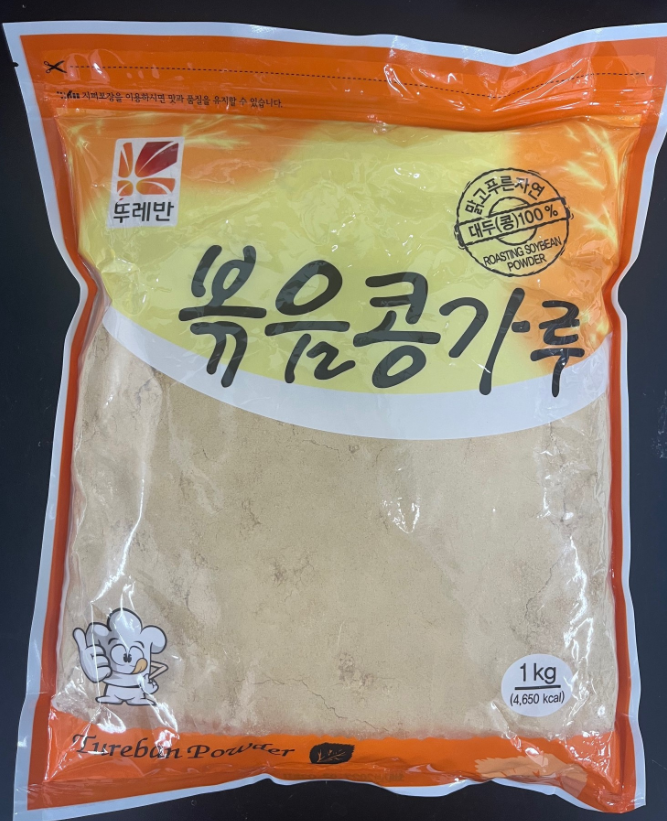 지퍼포장을 이용하시면 맛과 품질을 유지할 수 있습니다.
뚜레반
맑고푸른자연
대두(콩)100%
ROASTING SOYBEAN
POWDER
볶음콩가루
1kg
(4,650 kcal)
Tureban Powder